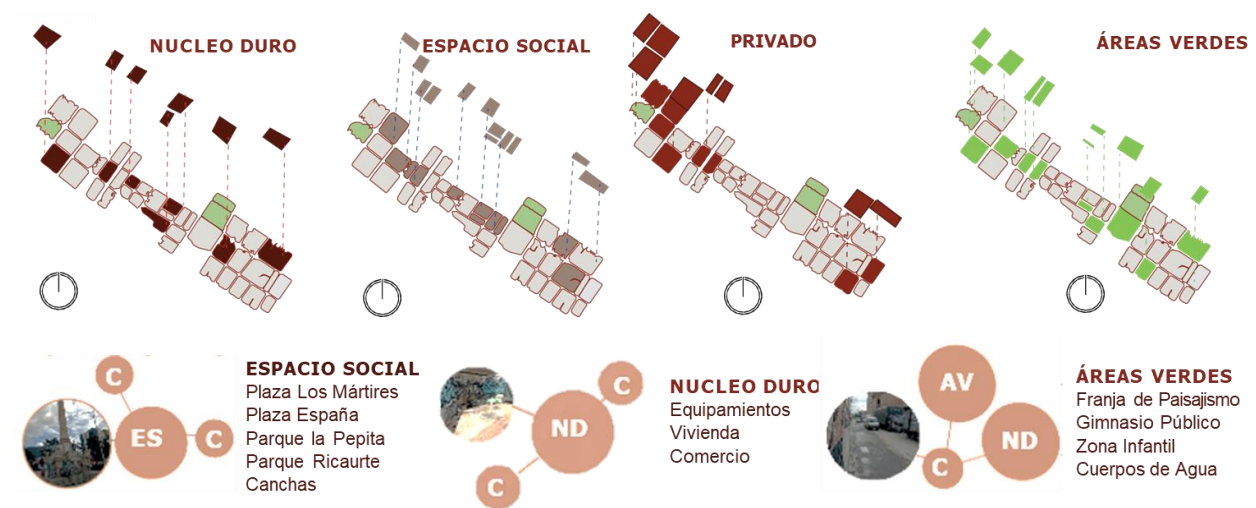 NUCLEO DURO
ESPACIO SOCIAL
PRIVADO
ÁREAS VERDES
C
ES
C
ESPACIO SOCIAL
Plaza Los Mártires
Plaza España
Parque la Pepita
Parque Ricaurte
Canchas
C
ND
C
NUCLEO DURO
Equipamientos
Vivienda
Comercio
AV
ND
C
ÁREAS VERDES
Franja de Paisajismo
Gimnasio Público
Zona Infantil
Cuerpos de Agua